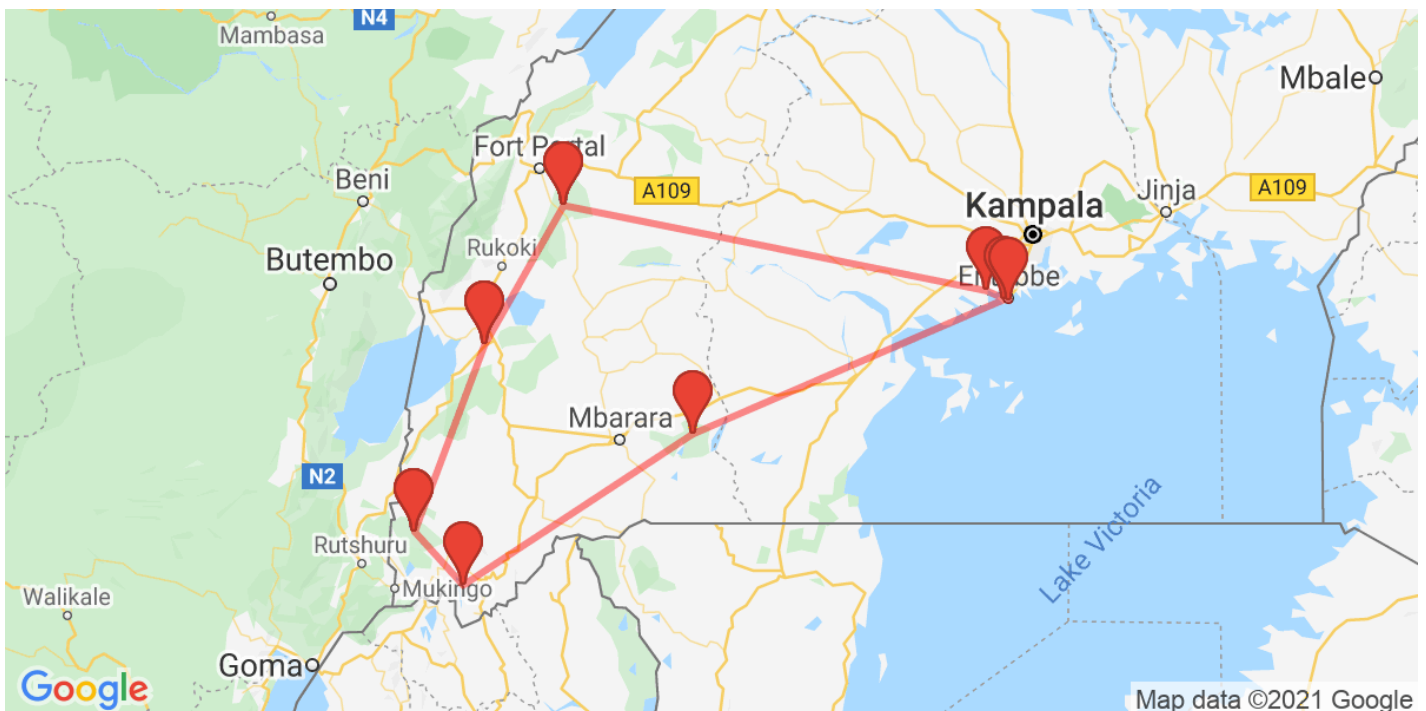 N4
Mambasa
Mbale
Fort Portal
Beni
A109
Jinja
A109
Kampala
Rukoki
Butembo
Entebbe
Mbarara
N2
Rutshuru
Lake Victoria
Mukingo
Walikale
Goma
Google
Map data ©2021 Google